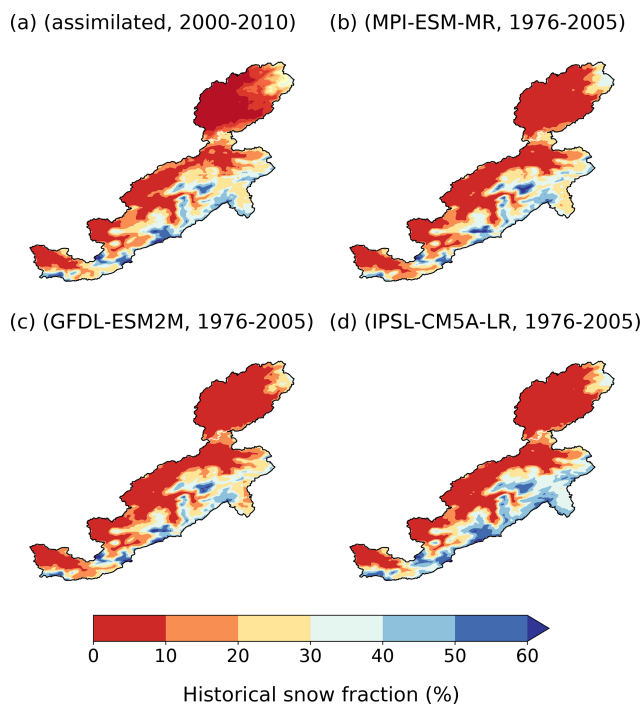 (a) (assimilated, 2000-2010)
(b) (MPI-ESM-MR, 1976-2005)
(c) (GFDL-ESM2M, 1976-2005)
(d) (IPSL-CM5A-LR, 1976-2005)
0 10 20 30 40 50 60
Historical snow fraction (%)